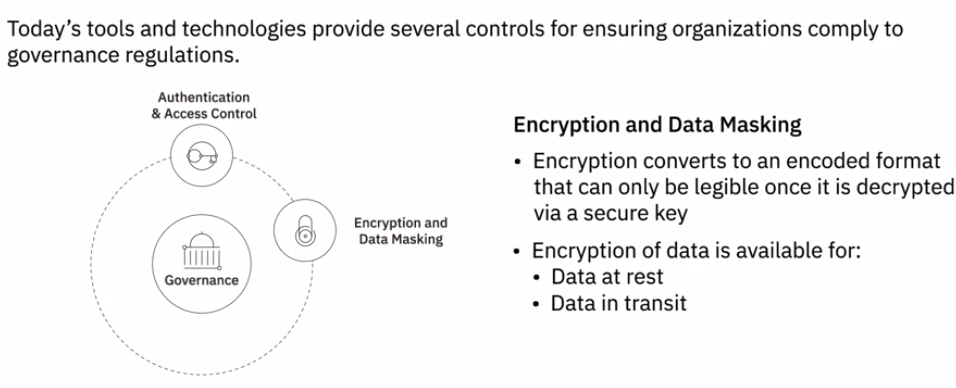 Today's tools and technologies provide several controls for ensuring organizations comply to
governance regulations.
Authentication
& Access Control
Encryption and
Data Masking
Governance
Encryption and Data Masking
• Encryption converts to an encoded format
that can only be legible once it is decrypted
via a secure key
• Encryption of data is available for:
• Data at rest
• Data in transit